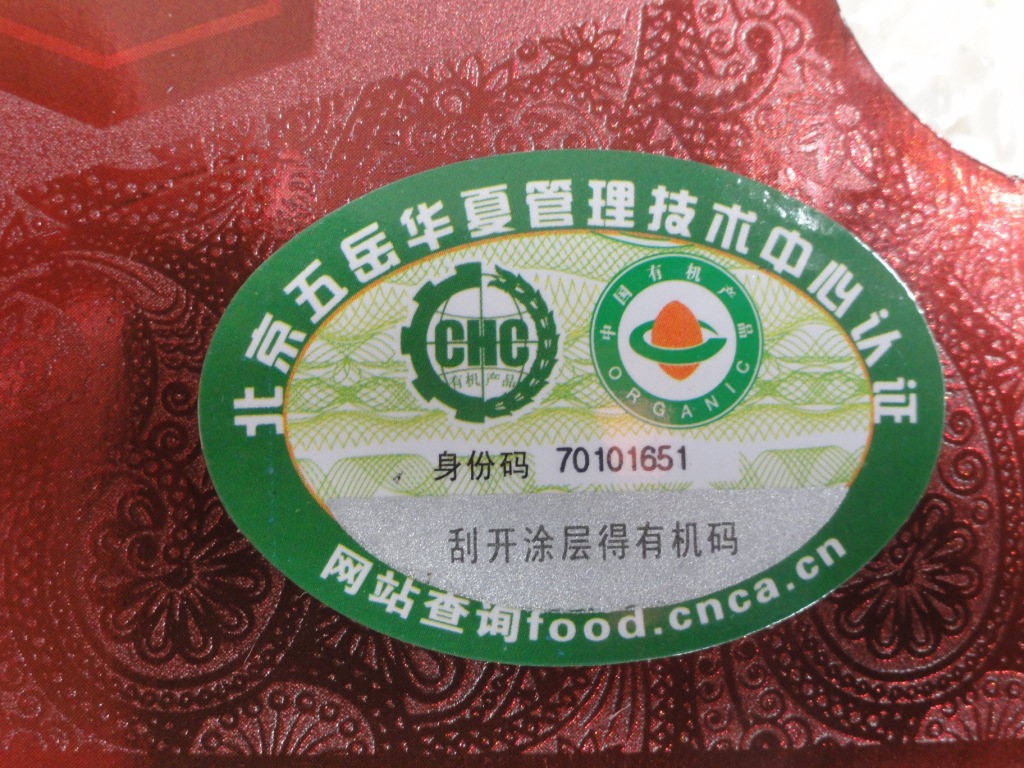 北京五岳华夏管理技术中心认证
CHC
有机产品
中国有机产品
ORGANIC
身份码 70101651
刮开涂层得有机码
网站查询food.cnca.cn